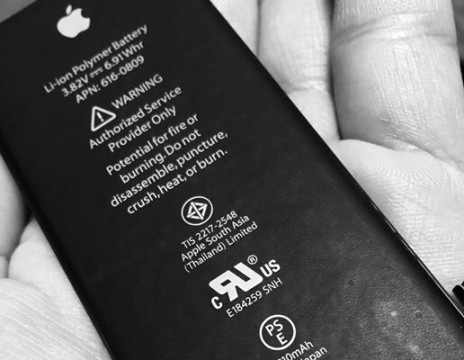 Li-ion Polymer Battery
3.82V ⎓ 6.91Whr
APN: 616-0809
WARNING
Authorized Service
Provider Only
Potential for fire or
burning. Do not
disassemble, puncture,
crush, heat, or burn.
TIS 2217-2548
Apple South Asia
(Thailand) Limited
c RU ® US
E184259 SNH
PS
E